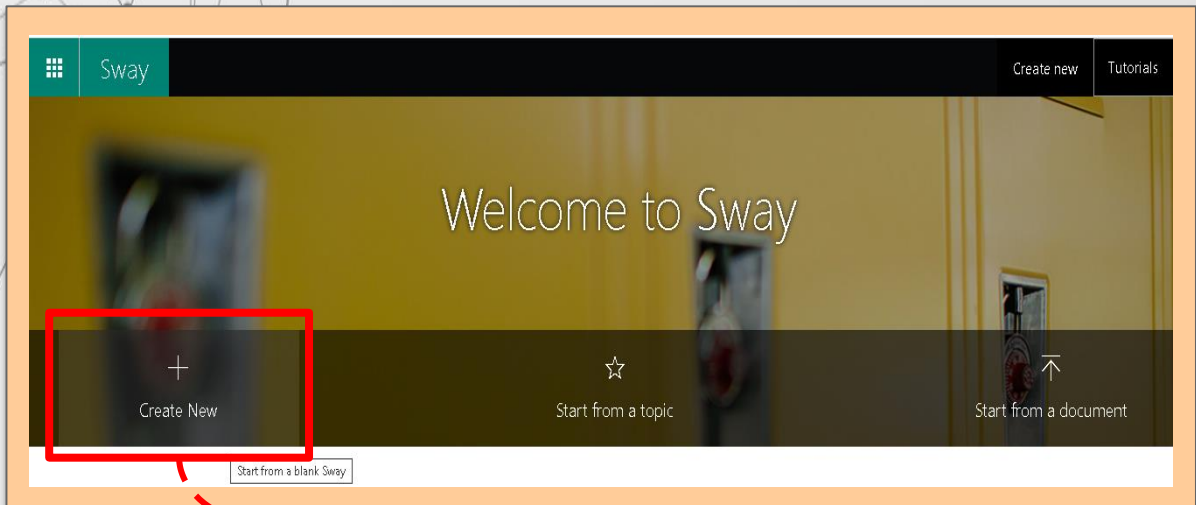 Sway
Create new
Tutorials
Welcome to Sway
Create New
Start from a topic
Start from a document
Start from a blank Sway